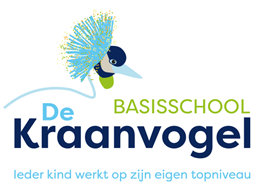 BASISSCHOOL
De
Kraanvogel
Ieder kind werkt op zijn eigen topniveau